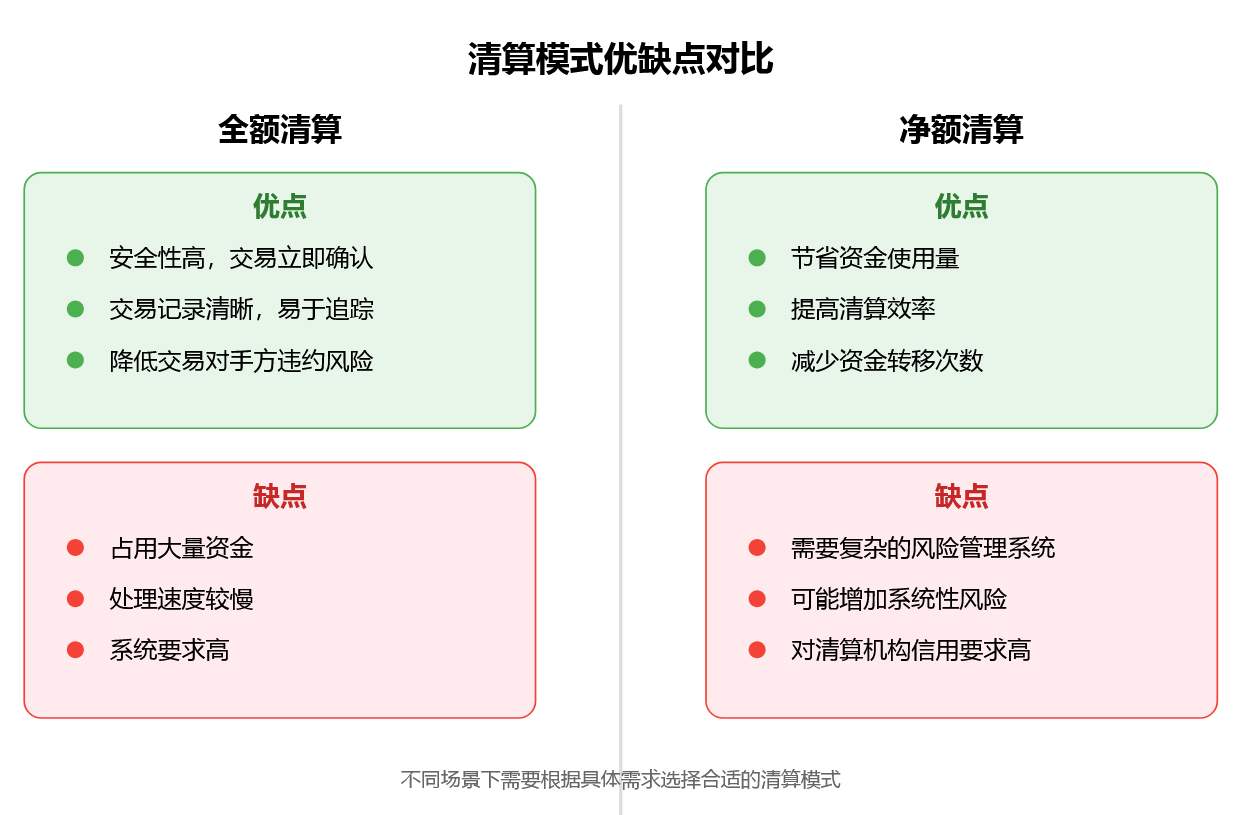 清算模式优缺点对比
全额清算
优点
安全性高，交易立即确认
交易记录清晰，易于追踪
降低交易对手方违约风险
缺点
占用大量资金
处理速度较慢
系统要求高
净额清算
优点
节省资金使用量
提高清算效率
减少资金转移次数
缺点
需要复杂的风险管理系统
可能增加系统性风险
对清算机构信用要求高
不同场景下需要根据具体需求选择合适的清算模式